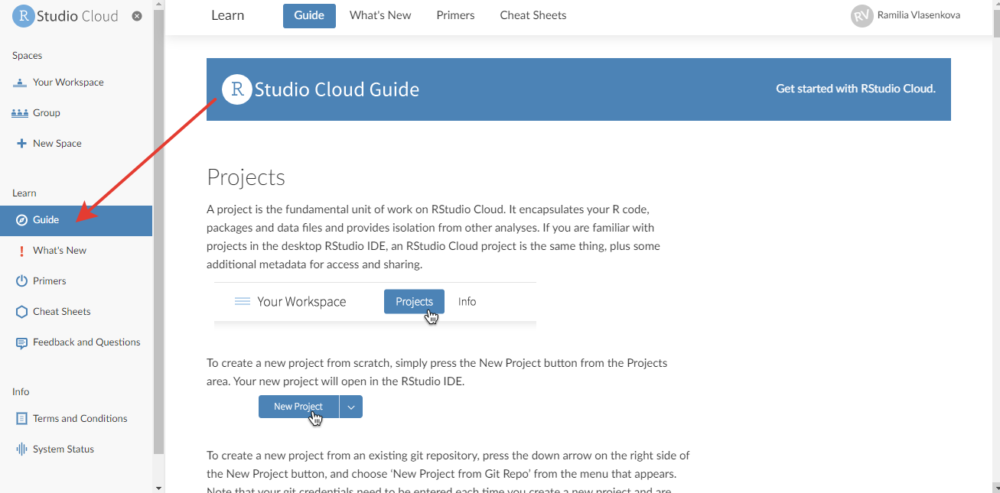 RStudio Cloud
Spaces
Your Workspace
Group
New Space
Learn
Guide
What's New
Primers
Cheat Sheets
Feedback and Questions
Info
Terms and Conditions
System Status
Learn
Guide
What's New
Primers
Cheat Sheets
RV
Ramilia Vlasenkova
RStudio Cloud Guide
Get started with RStudio Cloud.
Projects
A project is the fundamental unit of work on RStudio Cloud. It encapsulates your R code,
packages and data files and provides isolation from other analyses. If you are familiar with
projects in the desktop RStudio IDE, an RStudio Cloud project is the same thing, plus some
additional metadata for access and sharing.
Your Workspace
Projects
Info
To create a new project from scratch, simply press the New Project button from the Projects
area. Your new project will open in the RStudio IDE.
New Project
To create a new project from an existing git repository, press the down arrow on the right side of
the New Project button, and choose ‘New Project from Git Repo’ from the menu that appears.
Note that your git credentials need to be entered each time you create a new project and are